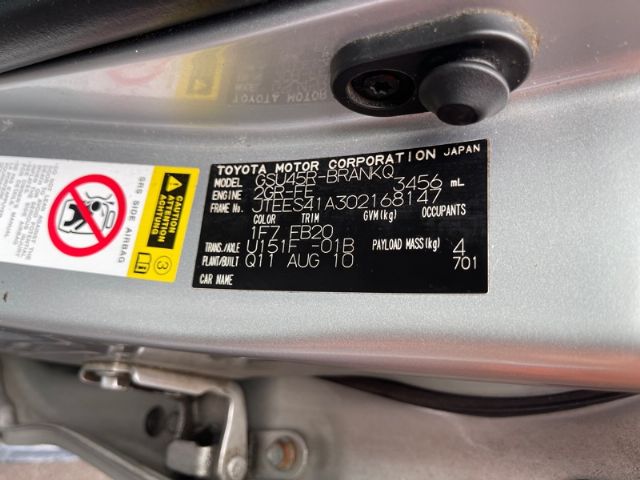 TOYOTA MOTOR CORPORATION JAPAN
MODEL GSU45R-BRANKQ
ENGINE 2GR-FE 3456 mL
FRAME No. JTEES41A302168147
COLOR TRIM GVM(kg)
1F7 FB20
TRANS./AXLE U151F -01B PAYLOAD MASS(kg) 4
PLANT/BUILT Q11 AUG 10 701
CAR NAME
SRS SIDE AIRBAG
CAUTION
ATTENTION
ACHTUNG
3